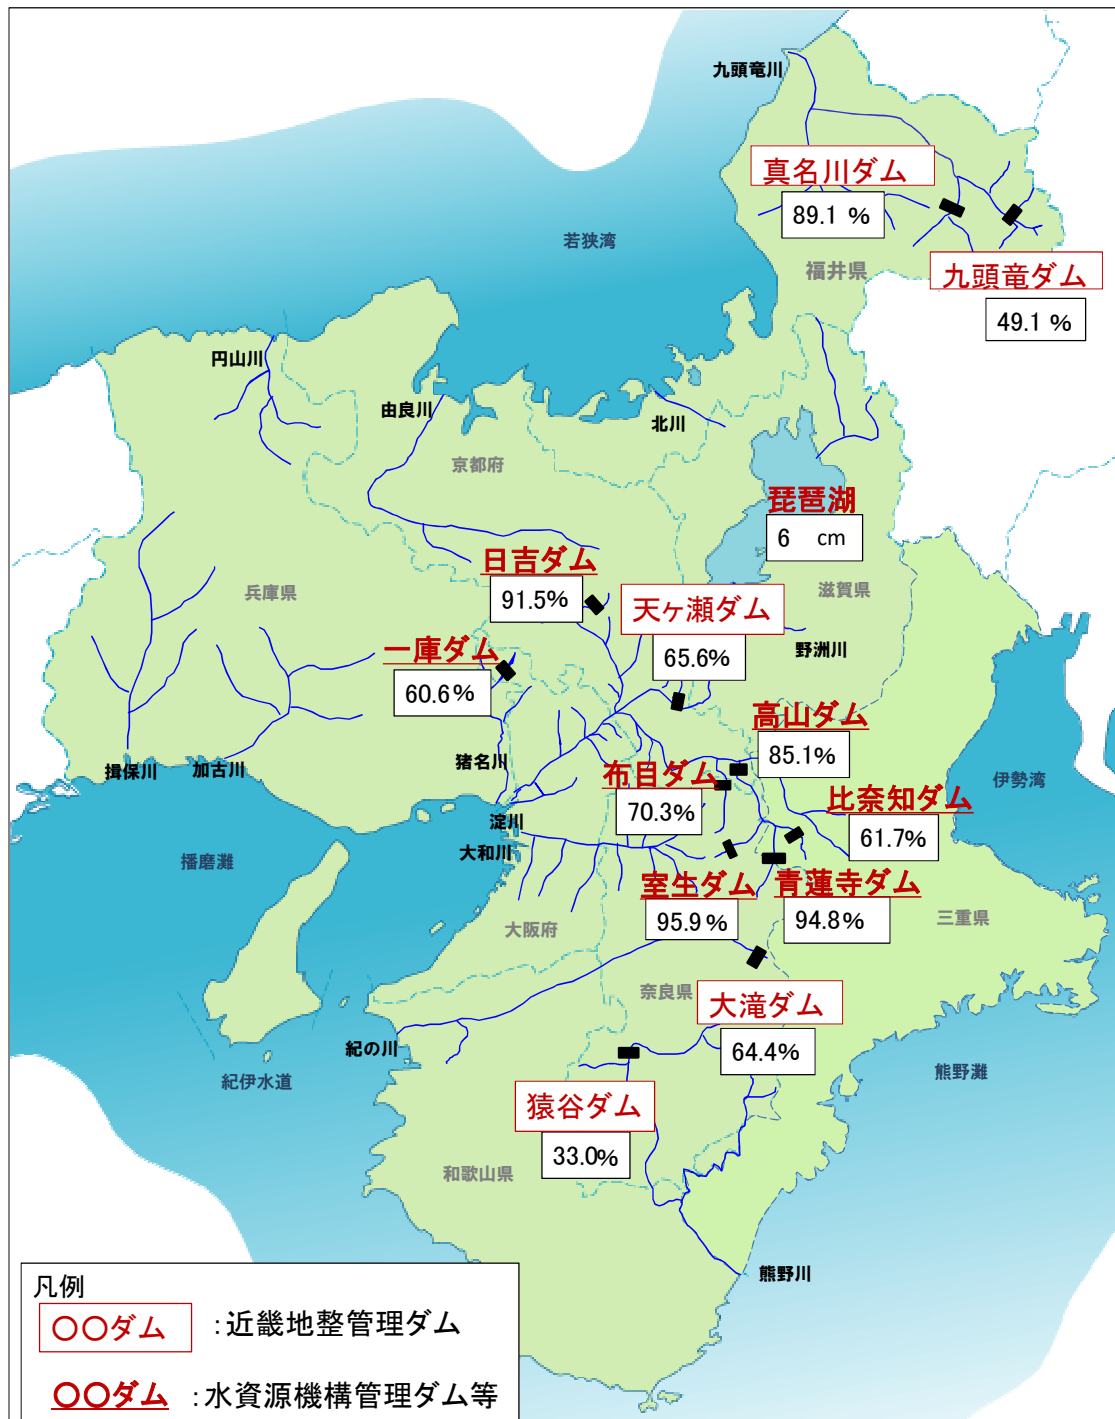 九頭竜川
真名川ダム
89.1 %
若狭湾
福井県
九頭竜ダム
49.1 %
円山川
由良川
北川
京都府
琵琶湖
6 cm
日吉ダム
91.5%
兵庫県
天ヶ瀬ダム
65.6%
滋賀県
野洲川
一庫ダム
60.6%
高山ダム
85.1%
猪名川
揖保川
加古川
布目ダム
70.3%
伊勢湾
比奈知ダム
61.7%
淀川
大和川
播磨灘
室生ダム
95.9%
青蓮寺ダム
94.8%
大阪府
三重県
奈良県
大滝ダム
64.4%
紀の川
紀伊水道
熊野灘
猿谷ダム
33.0%
和歌山県
熊野川
凡例
〇〇ダム :近畿地整管理ダム
〇〇ダム :水資源機構管理ダム等